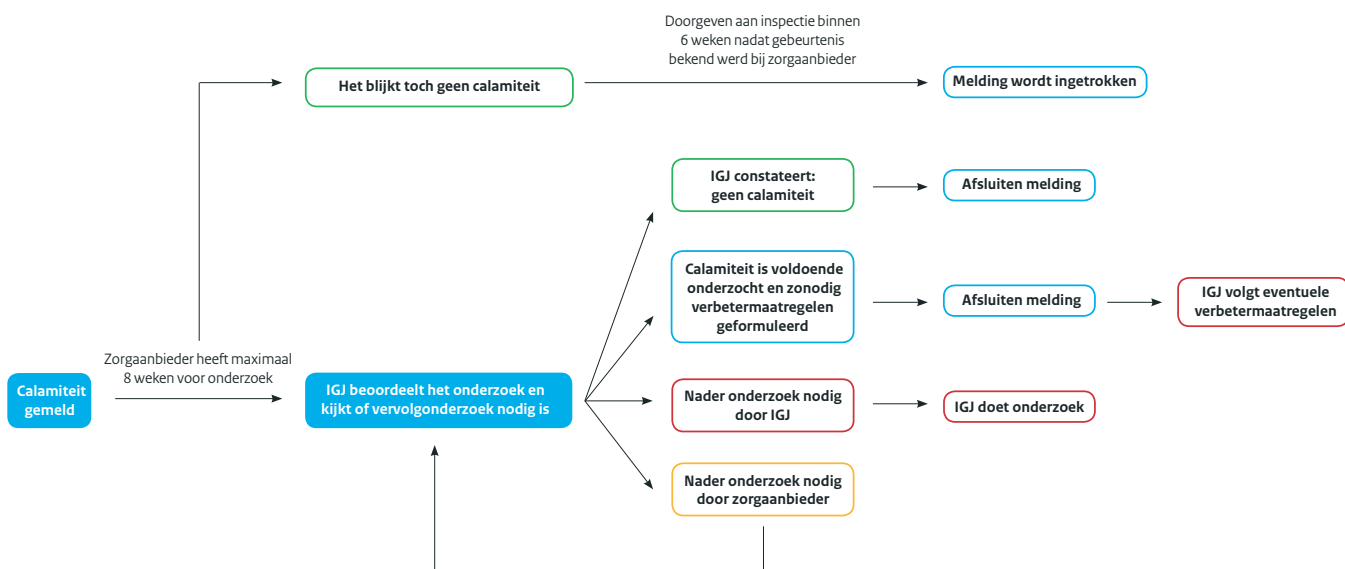 Doorgeven aan inspectie binnen
6 weken nadat gebeurtenis
bekend werd bij zorgaanbieder
Het blijkt toch geen calamiteit
Melding wordt ingetrokken
IGJ constateert:
geen calamiteit
Afsluiten melding
Calamiteit is voldoende
onderzocht en zonodig
verbetermaatregelen
geformuleerd
Afsluiten melding
IGJ volgt eventuele
verbetermaatregelen
Zorgaanbieder heeft maximaal
8 weken voor onderzoek
Calamiteit
gemeld
IGJ beoordeelt het onderzoek en
kijkt of vervolgonderzoek nodig is
Nader onderzoek nodig
door IGJ
IGJ doet onderzoek
Nader onderzoek nodig
door zorgaanbieder